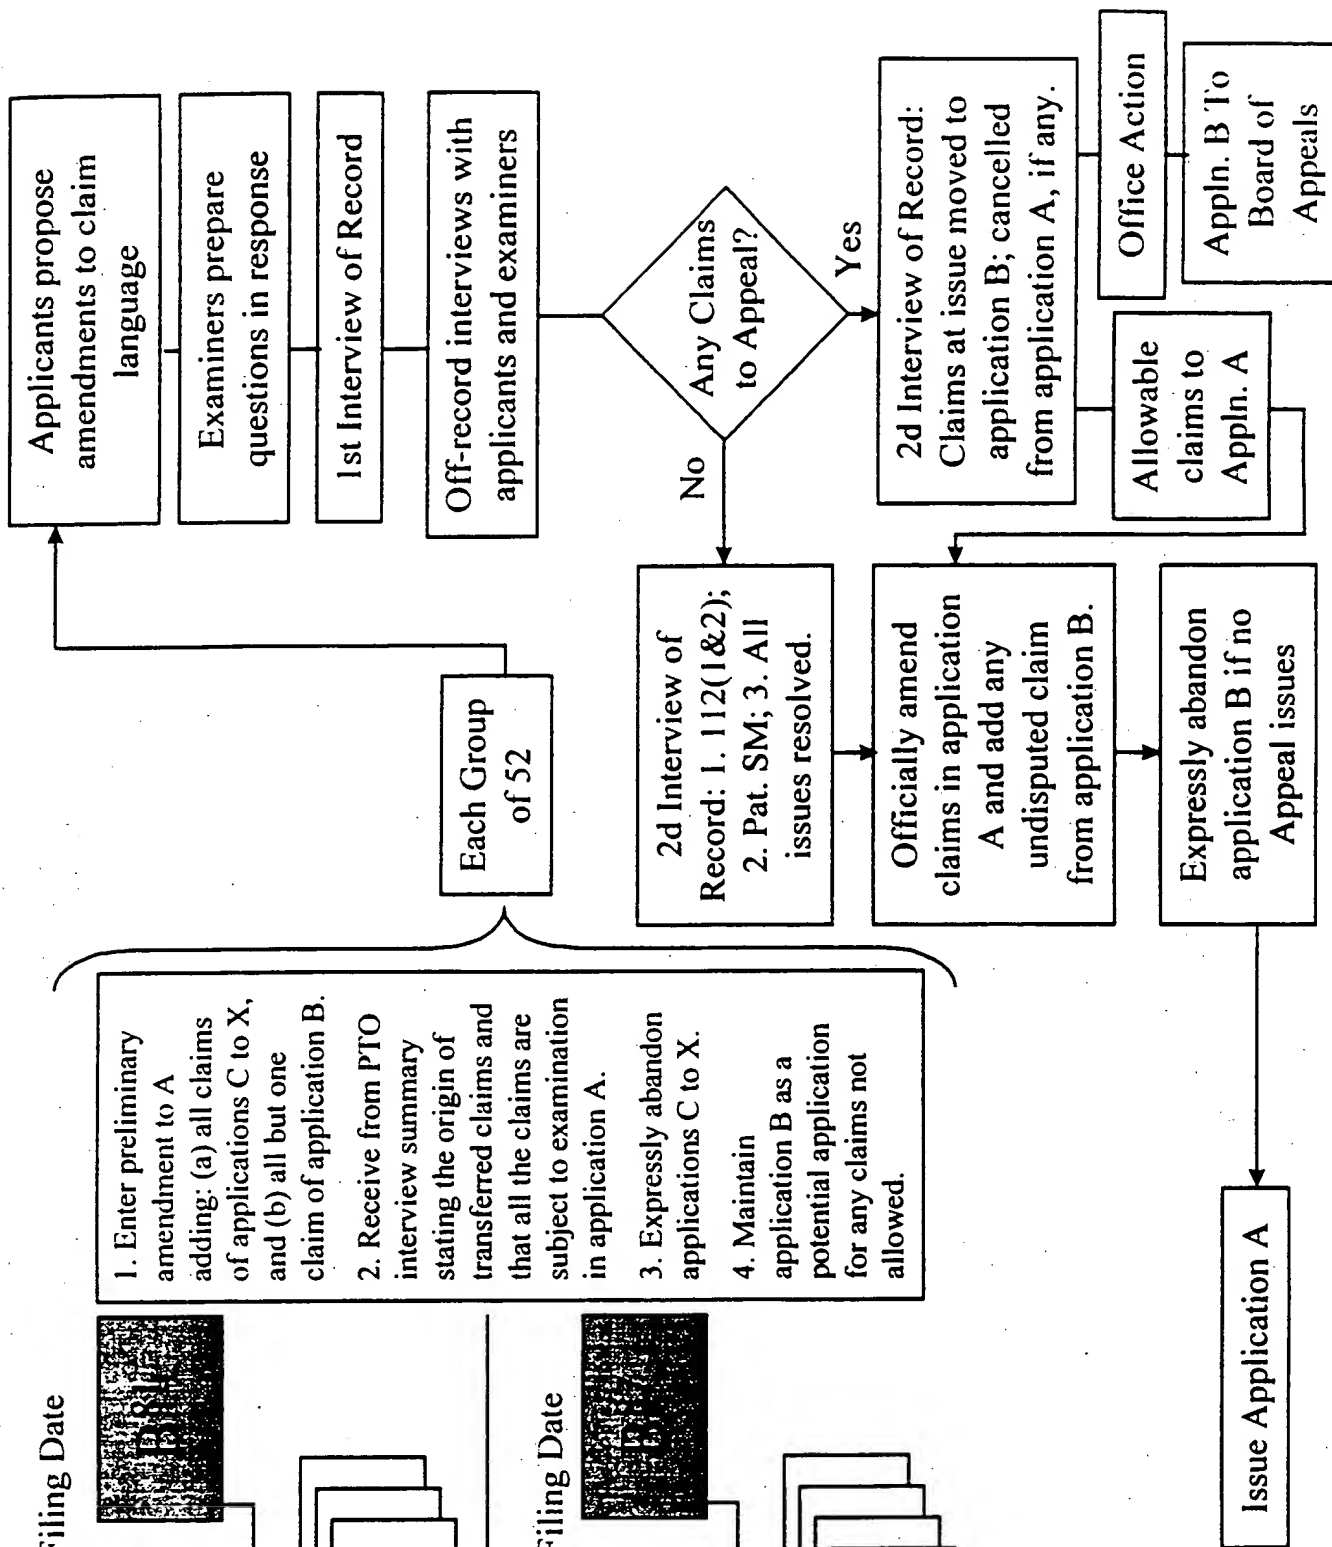 Filing Date
Filing Date
1. Enter preliminary
amendment to A
adding: (a) all claims
of applications C to X,
and (b) all but one
claim of application B.
2. Receive from PTO
interview summary
stating the origin of
transferred claims and
that all the claims are
subject to examination
in application A.
3. Expressly abandon
applications C to X.
4. Maintain
application B as a
potential application
for any claims not
allowed.
Each Group
of 52
Applicants propose
amendments to claim
language
Examiners prepare
questions in response
1st Interview of Record
Off-record interviews with
applicants and examiners
Any Claims
to Appeal?
No
Yes
2d Interview of
Record: 1. 112(1&2);
2. Pat. SM; 3. All
issues resolved.
2d Interview of Record:
Claims at issue moved to
application B; cancelled
from application A, if any.
Officially amend
claims in application
A and add any
undisputed claim
from application B.
Allowable
claims to
Appln. A
Office Action
Appln. B To
Board of
Appeals
Expressly abandon
application B if no
Appeal issues
Issue Application A